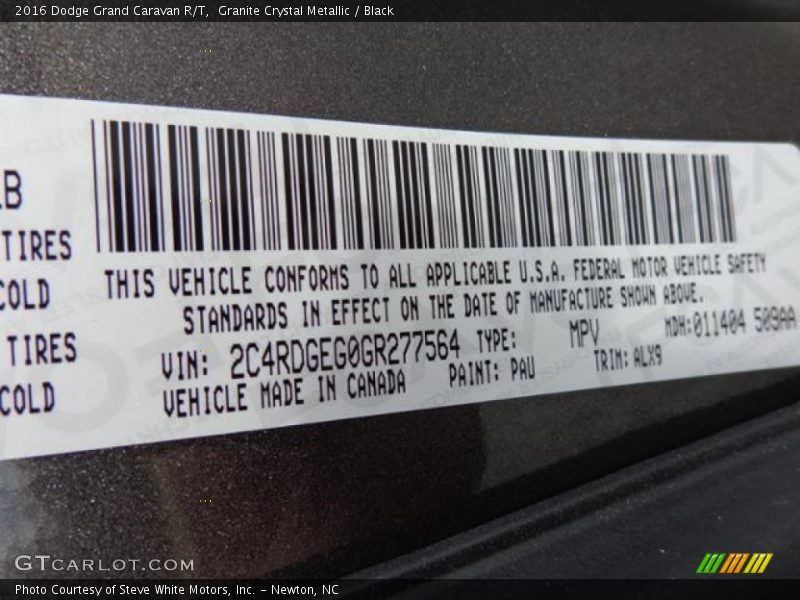 2016 Dodge Grand Caravan R/T, Granite Crystal Metallic / Black
LB
TIRES
COLD
TIRES
COLD
THIS VEHICLE CONFORMS TO ALL APPLICABLE U.S.A. FEDERAL MOTOR VEHICLE SAFETY
STANDARDS IN EFFECT ON THE DATE OF MANUFACTURE SHOWN ABOVE.
VIN: 2C4RDGEG0GR277564 TYPE: MPV MDH:011404 509AA
VEHICLE MADE IN CANADA PAINT: PAU TRIM: ALX9
GTCARLOT.COM
Photo Courtesy of Steve White Motors, Inc. - Newton, NC